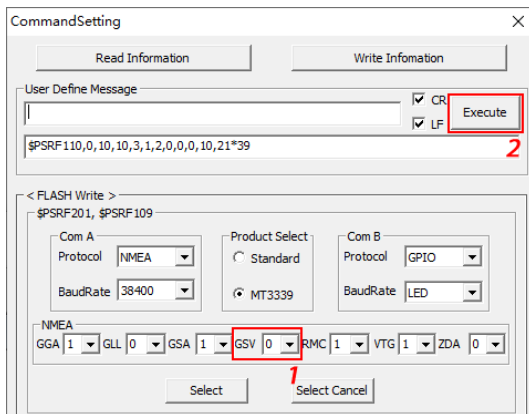 CommandSetting
Read Information Write Infomation
User Define Message
CR
LF
Execute
2
$PSRF110,0,10,10,3,1,2,0,0,0,10,21*39
< FLASH Write >
$PSRF201, $PSRF109
Com A Product Select Com B
Protocol NMEA Standard Protocol GPIO
BaudRate 38400 MT3339 BaudRate LED
NMEA
GGA 1 GLL 0 GSA 1 GSV 0 RMC 1 VTG 1 ZDA 0
1
Select Select Cancel